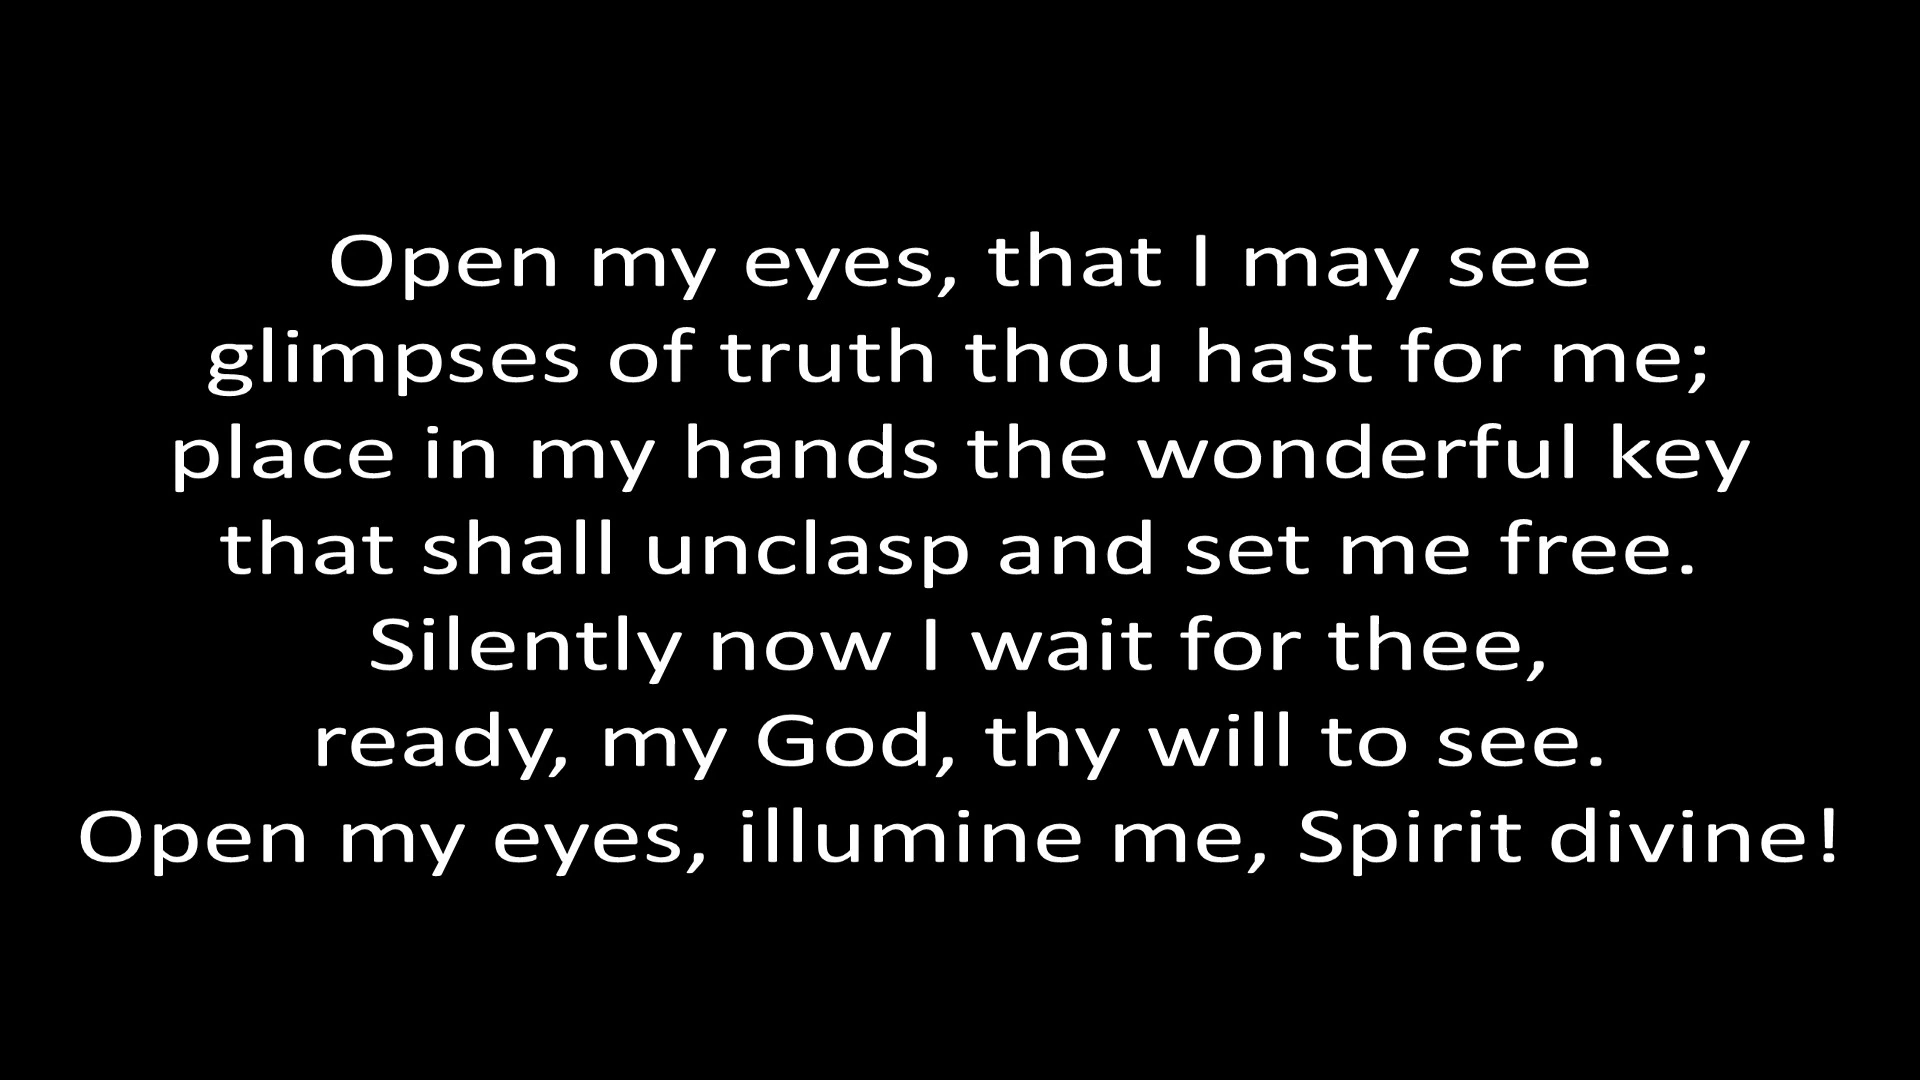 Open my eyes, that I may see
glimpses of truth thou hast for me;
place in my hands the wonderful key
that shall unclasp and set me free.
Silently now I wait for thee,
ready, my God, thy will to see.
Open my eyes, illumine me, Spirit divine!